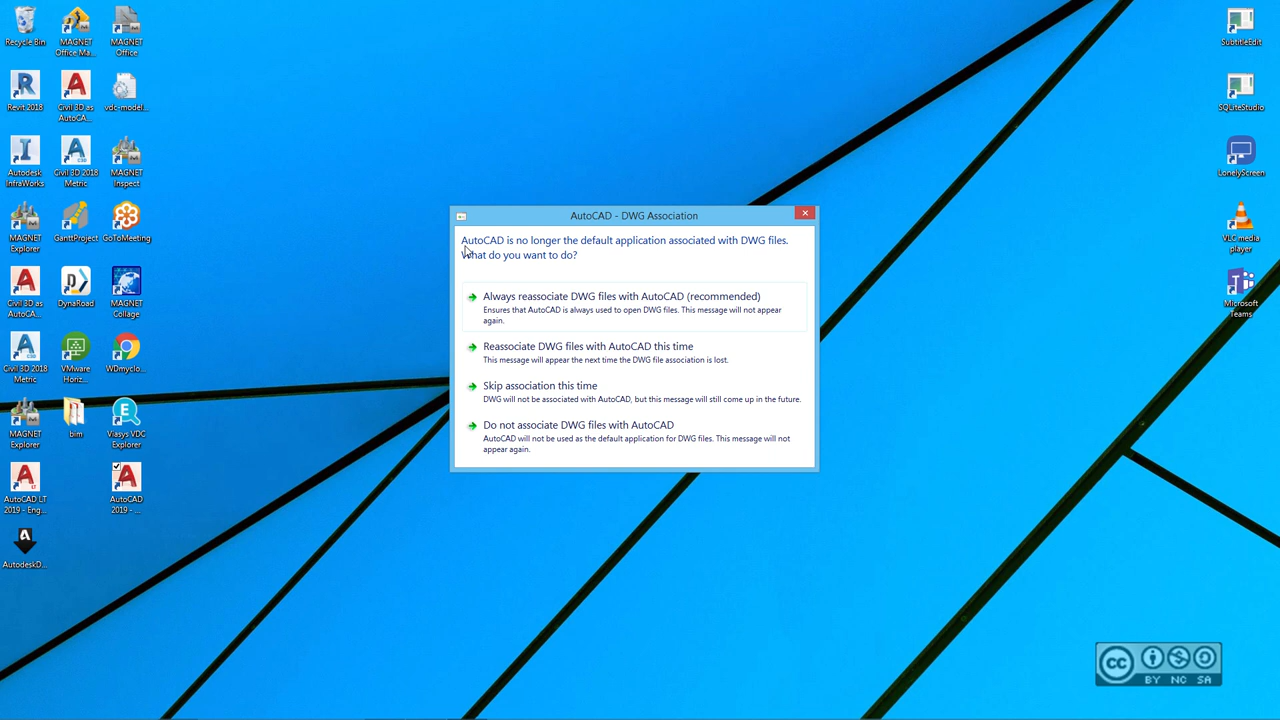 Recycle Bin
MAGNET
Office Ma...
MAGNET
Office
Revit 2018
Civil 3D as
AutoCA...
vdc-model...
Autodesk
InfraWorks
Civil 3D 2018
Metric
MAGNET
Inspect
MAGNET
Explorer
GanttProject
GoToMeeting
Civil 3D as
AutoCA...
DynaRoad
MAGNET
Collage
Civil 3D 2018
Metric
VMware
Horiz...
WDmyclo...
MAGNET
Explorer
bim
Viasys VDC
Explorer
AutoCAD LT
2019 - Eng...
AutoCAD
2019 - ...
AutodeskD...
AutoCAD - DWG Association
AutoCAD is no longer the default application associated with DWG files.
What do you want to do?
Always reassociate DWG files with AutoCAD (recommended)
Ensures that AutoCAD is always used to open DWG files. This message will not appear
again.
Reassociate DWG files with AutoCAD this time
This message will appear the next time the DWG file association is lost.
Skip association this time
DWG will not be associated with AutoCAD, but this message will still come up in the future.
Do not associate DWG files with AutoCAD
AutoCAD will not be used as the default application for DWG files. This message will not
appear again.
SubtitleEdit
SQLiteStudio
LonelyScreen
VLC media
player
Microsoft
Teams
cc
BY NC SA